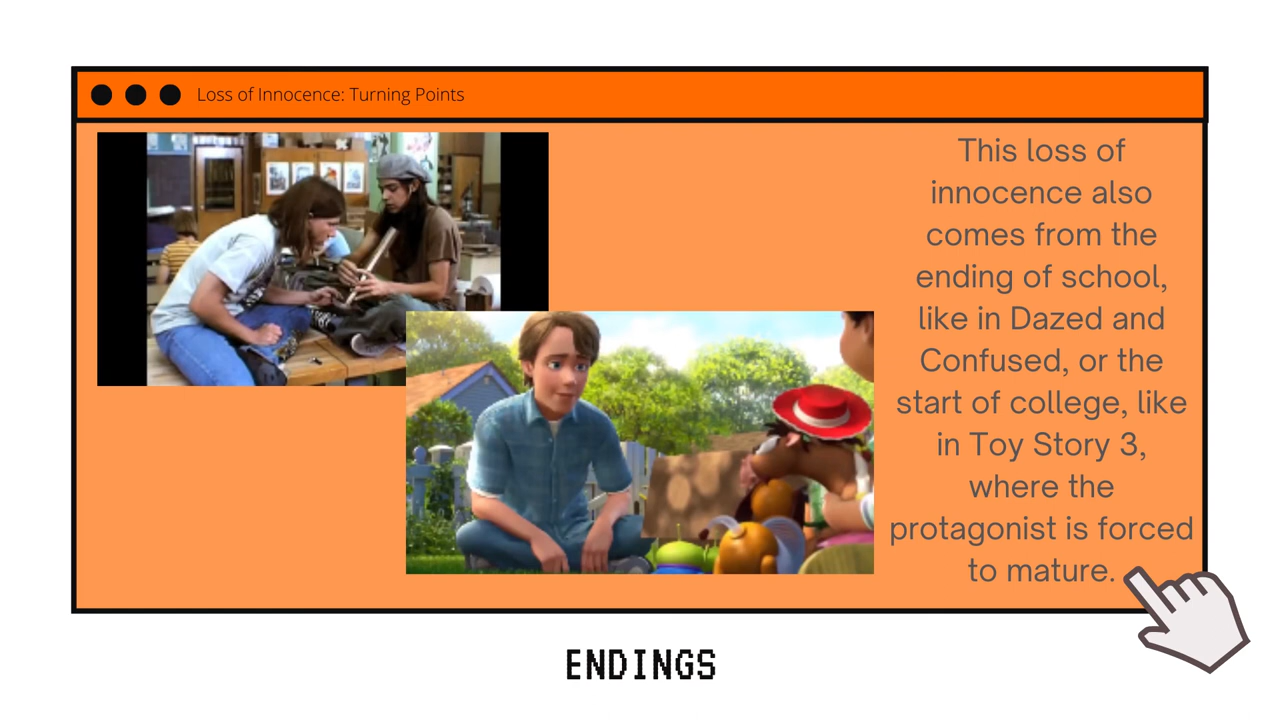 Loss of Innocence: Turning Points
This loss of
innocence also
comes from the
ending of school,
like in Dazed and
Confused, or the
start of college, like
in Toy Story 3,
where the
protagonist is forced
to mature.
ENDINGS